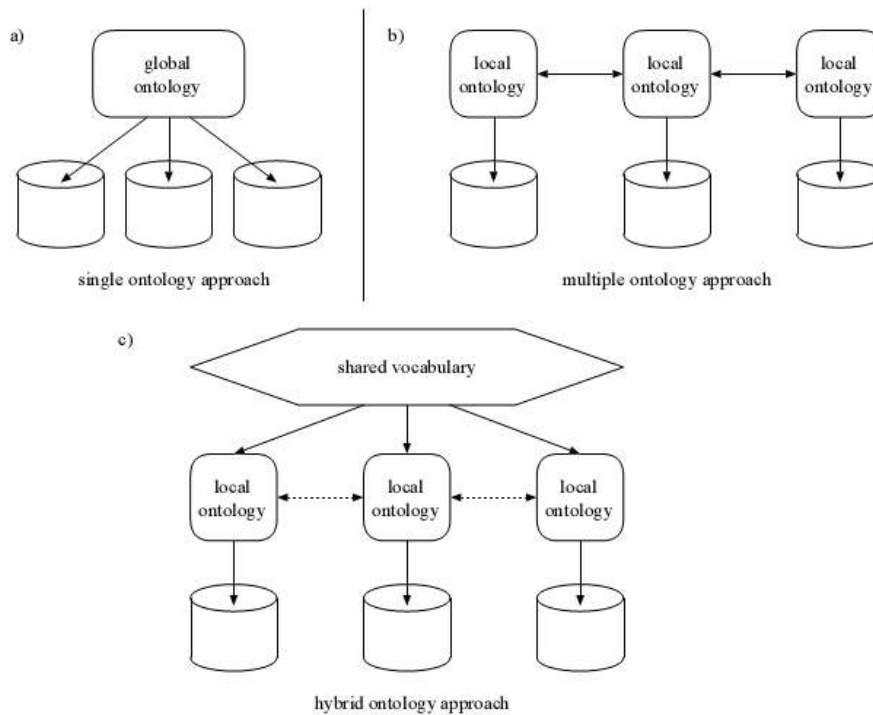 a)
global
ontology
single ontology approach
b)
local
ontology
local
ontology
local
ontology
multiple ontology approach
c)
shared vocabulary
local
ontology
local
ontology
local
ontology
hybrid ontology approach